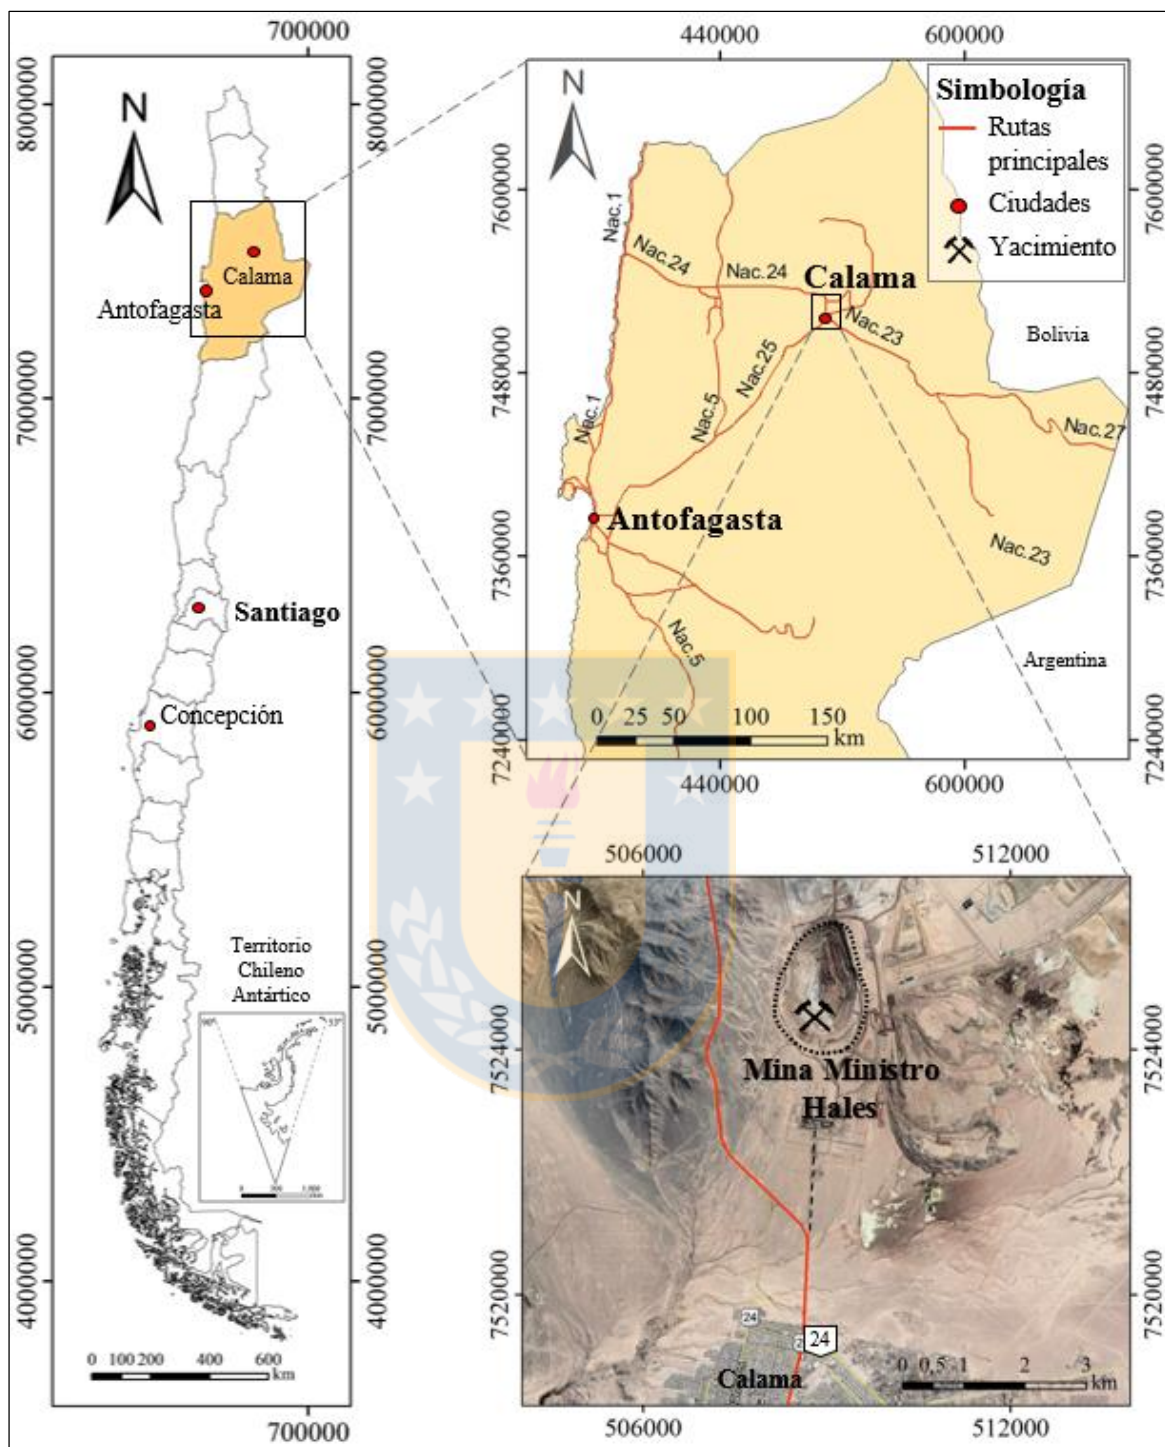 700000
8000000
8000000
N
Calama
Antofagasta
7000000
7000000
Santiago
6000000
6000000
Concepción
Territorio
Chileno
Antártico
90°
53°
5000000
5000000
4000000
4000000
0 100 200 400 600
km
700000
440000
6000000
N
Simbología
Rutas
principales
Ciudades
Yacimiento
7600000
7600000
Nac.1
Nac.24
Nac.24
Calama
Nac.23
Bolivia
7480000
7480000
Nac.25
Nac.5
Nac.1
Nac.27
Antofagasta
Nac.23
7360000
7360000
Nac.5
Argentina
0 25 50 100 150
km
7240000
7240000
440000
600000
506000
512000
N
Mina Ministro
Hales
7524000
7524000
7520000
7520000
24
24
Calama
0 0,5 1 2 3
km
506000
512000